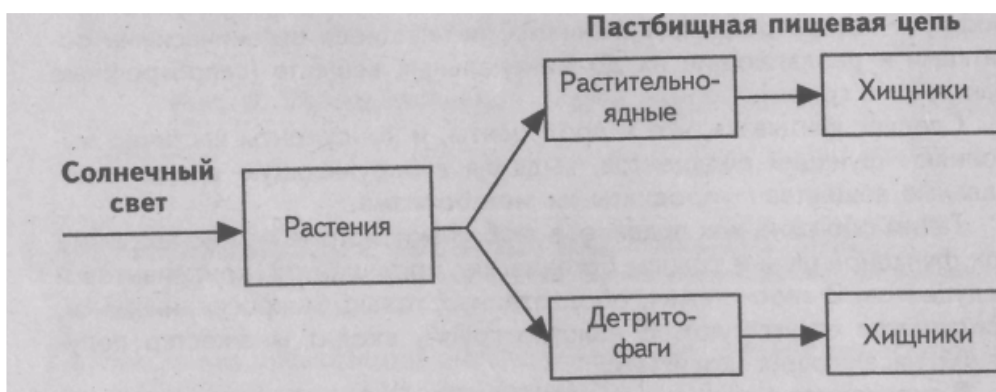 Пастбищная пищевая цепь
Растительно-
ядные
Хищники
Солнечный
свет
Растения
Детрито-
фаги
Хищники